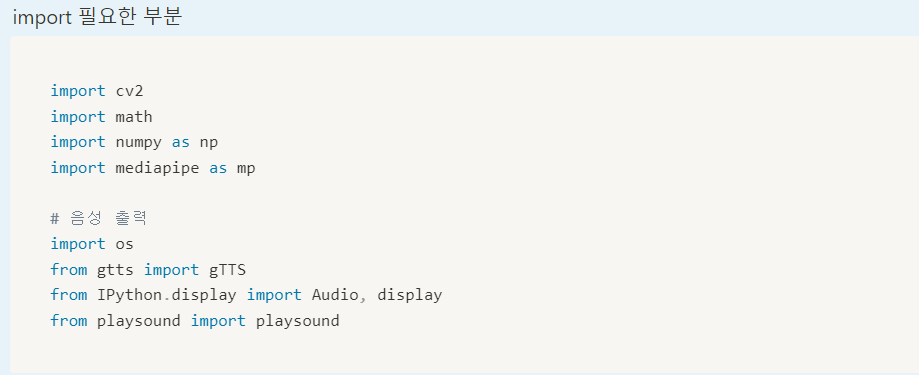 import 필요한 부분
import cv2
import math
import numpy as np
import mediapipe as mp
# 음성 출력
import os
from gtts import gTTS
from IPython.display import Audio, display
from playsound import playsound